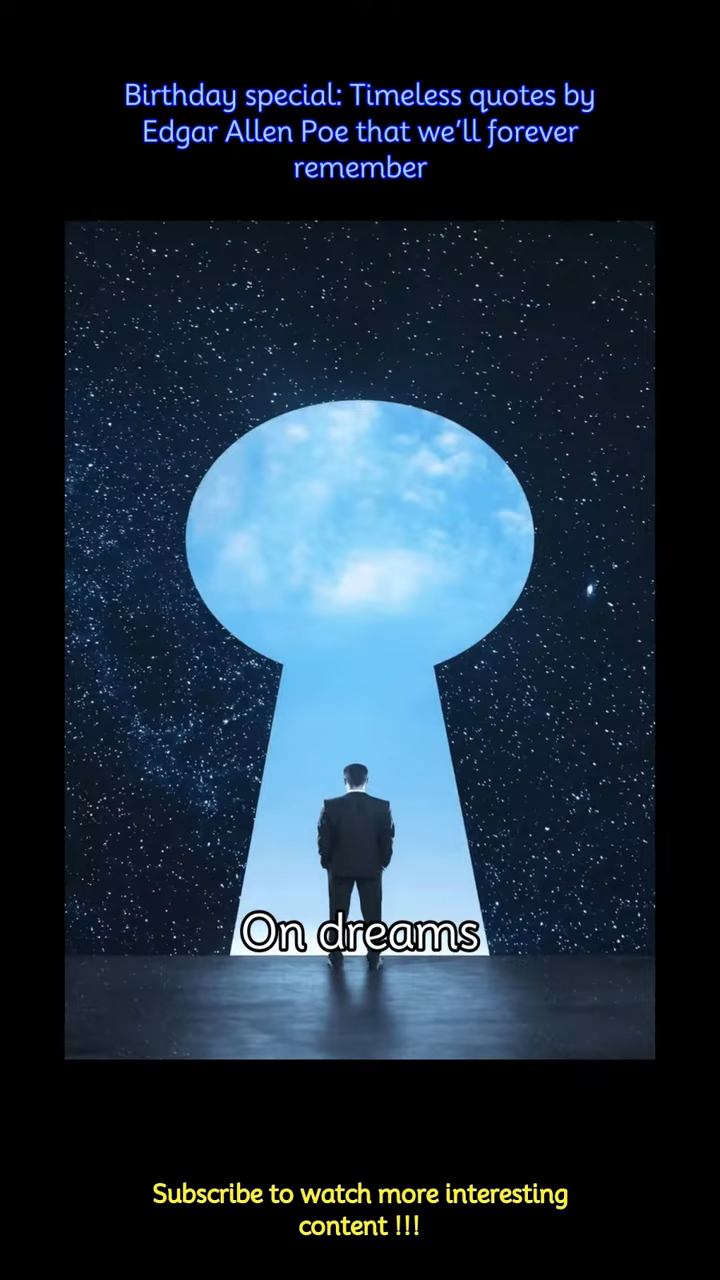 Birthday special: Timeless quotes by
Edgar Allen Poe that we’ll forever
remember
On dreams
Subscribe to watch more interesting
content !!!